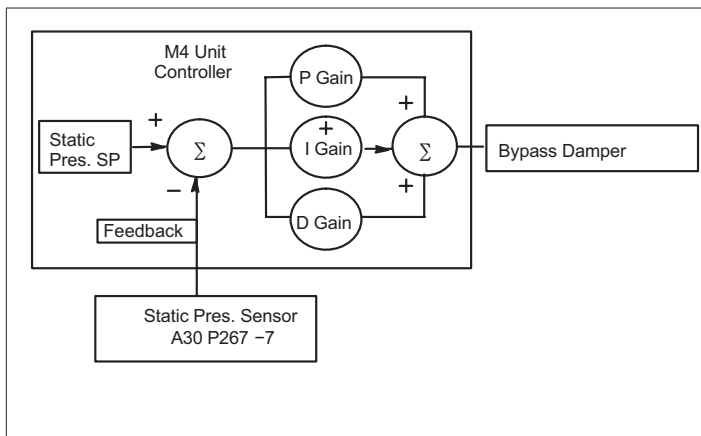 M4 Unit
Controller
P Gain
+
+
Static
Pres. SP
Σ
+
I Gain
Σ
Bypass Damper
−
+
Feedback
D Gain
Static Pres. Sensor
A30 P267 −7